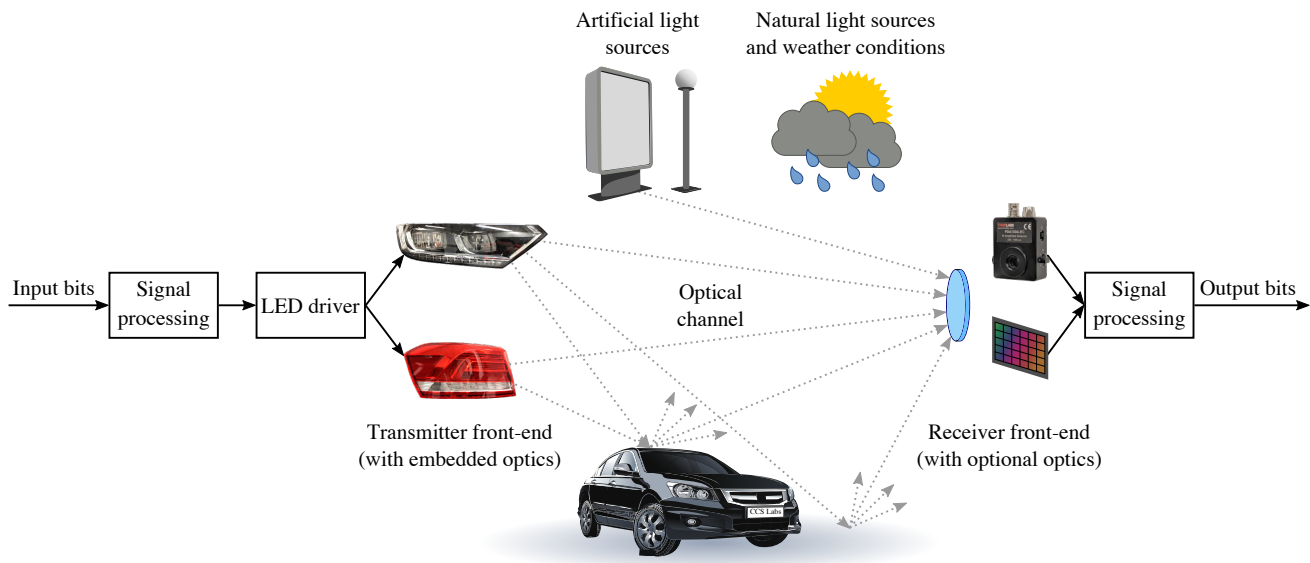 Artificial light
sources
Natural light sources
and weather conditions
Input bits
Signal
processing
LED driver
Optical
channel
Signal
processing
Output bits
Transmitter front-end
(with embedded optics)
Receiver front-end
(with optional optics)
CCS Labs